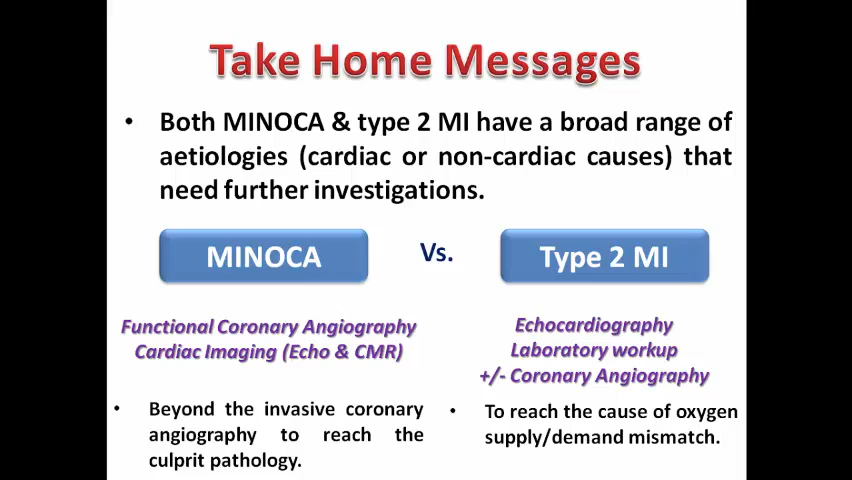 Take Home Messages
• Both MINOCA & type 2 MI have a broad range of
aetiologies (cardiac or non-cardiac causes) that
need further investigations.
MINOCA
Vs.
Type 2 MI
Functional Coronary Angiography
Cardiac Imaging (Echo & CMR)
Echocardiography
Laboratory workup
+/- Coronary Angiography
• Beyond the invasive coronary
angiography to reach the
culprit pathology.
• To reach the cause of oxygen
supply/demand mismatch.